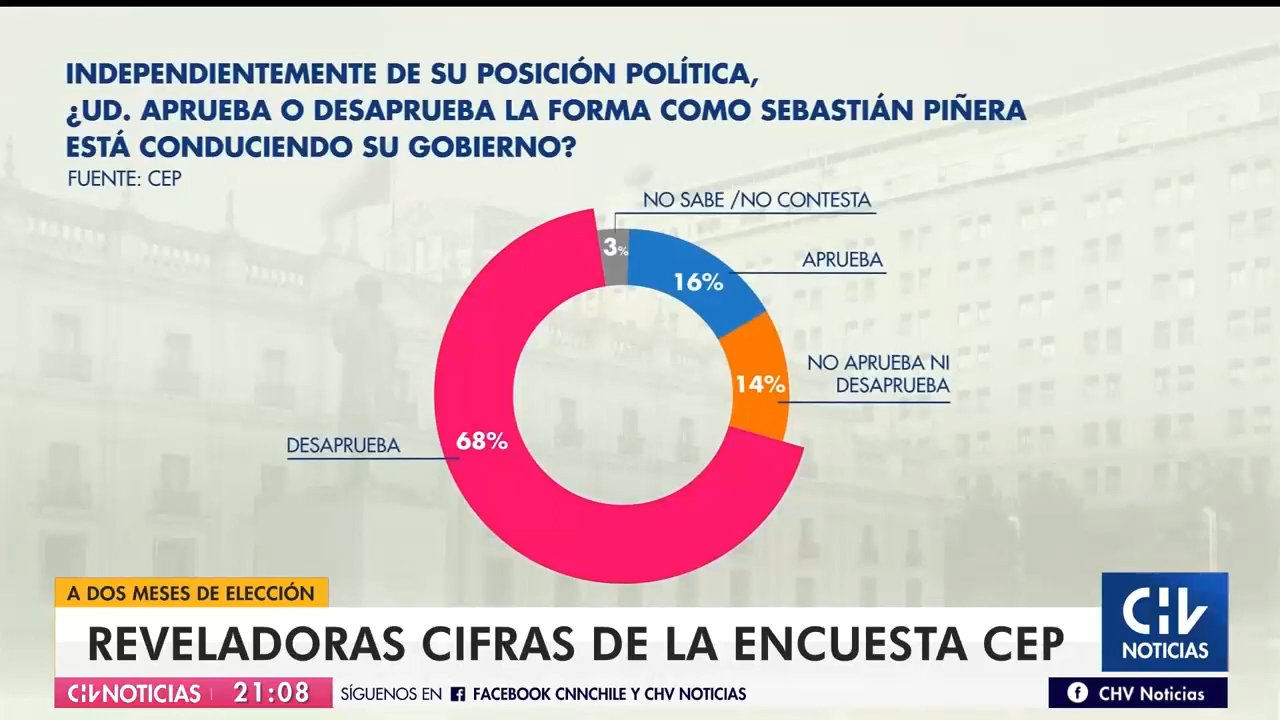 INDEPENDIENTEMENTE DE SU POSICIÓN POLÍTICA,
¿UD. APRUEBA O DESAPRUEBA LA FORMA COMO SEBASTIÁN PIÑERA
ESTÁ CONDUCIENDO SU GOBIERNO?
FUENTE: CEP
NO SABE /NO CONTESTA
3%
APRUEBA
16%
NO APRUEBA NI
DESAPRUEBA
14%
DESAPRUEBA
68%
A DOS MESES DE ELECCIÓN
REVELADORAS CIFRAS DE LA ENCUESTA CEP
CHV
NOTICIAS
CHV NOTICIAS 21:08 SÍGUENOS EN FACEBOOK CNNCHILE Y CHV NOTICIAS
CHV Noticias